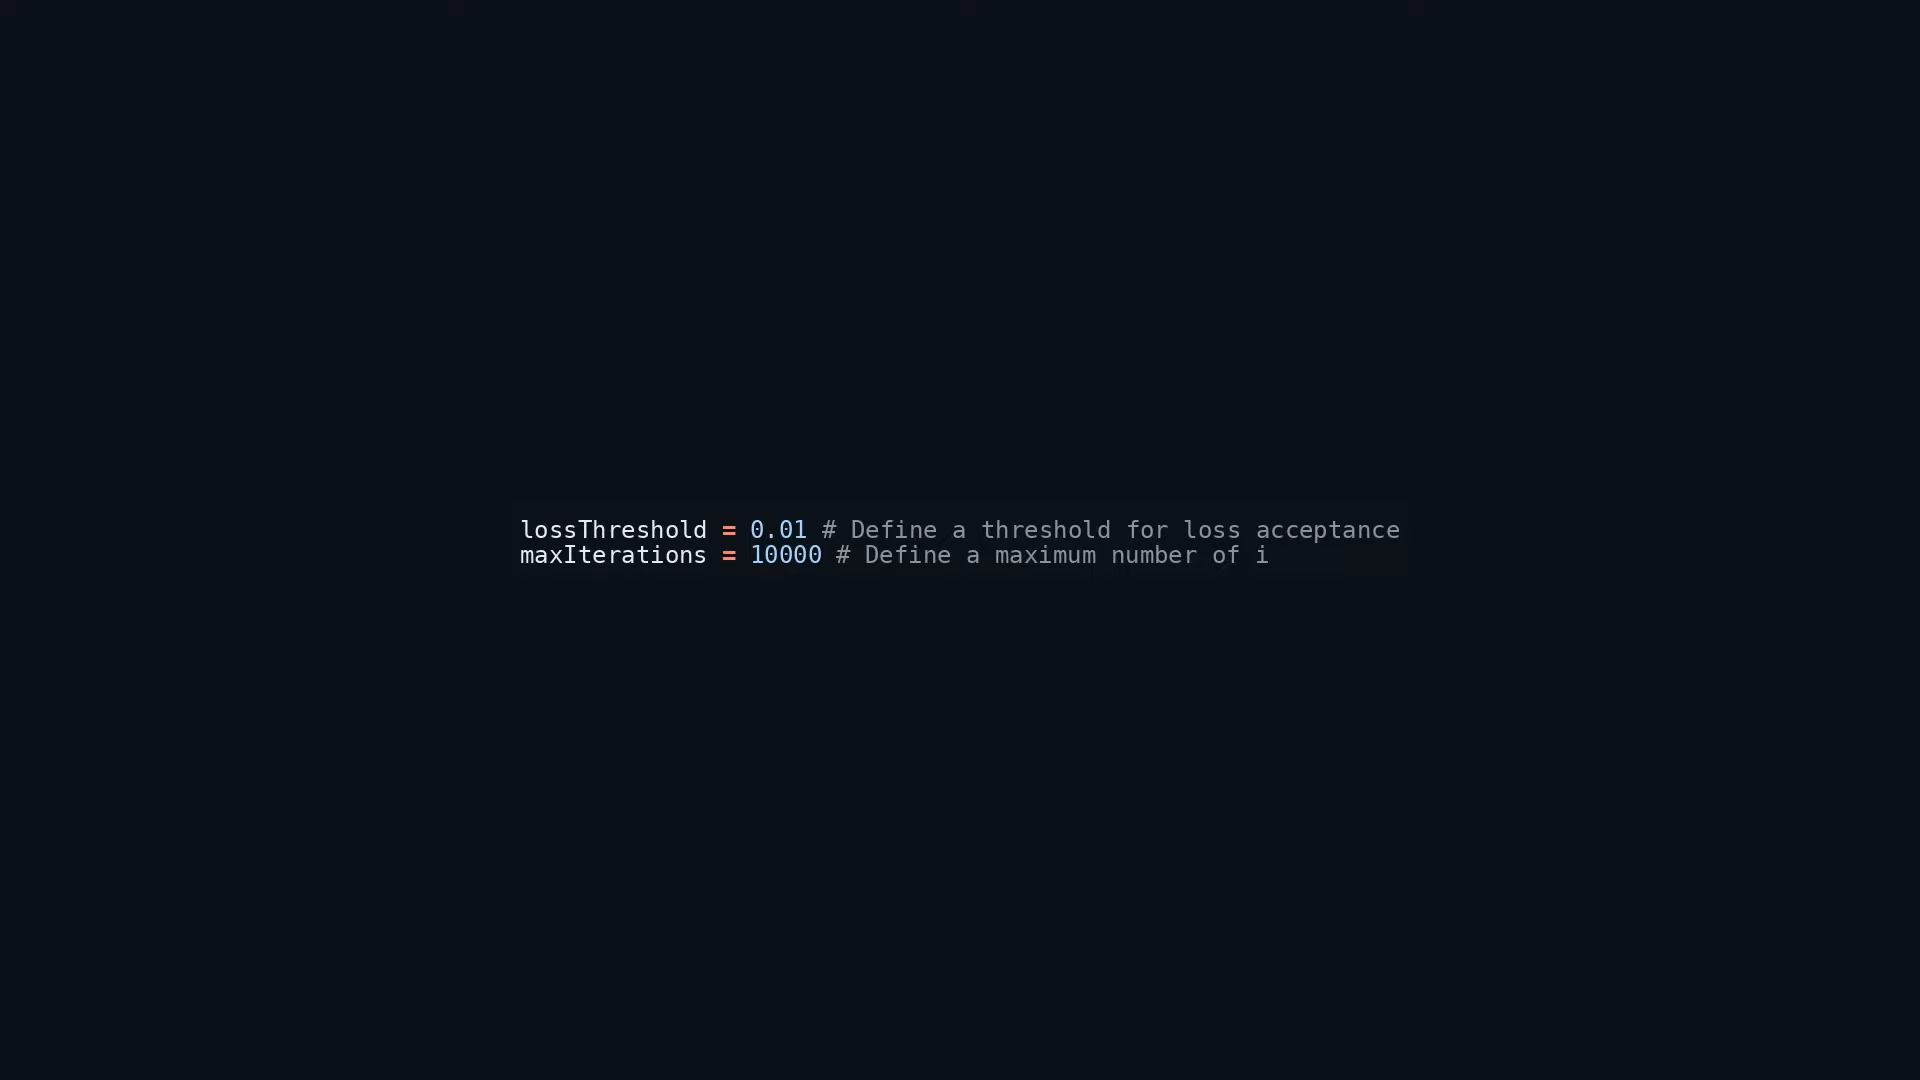 lossThreshold = 0.01 # Define a threshold for loss acceptance
maxIterations = 10000 # Define a maximum number of i